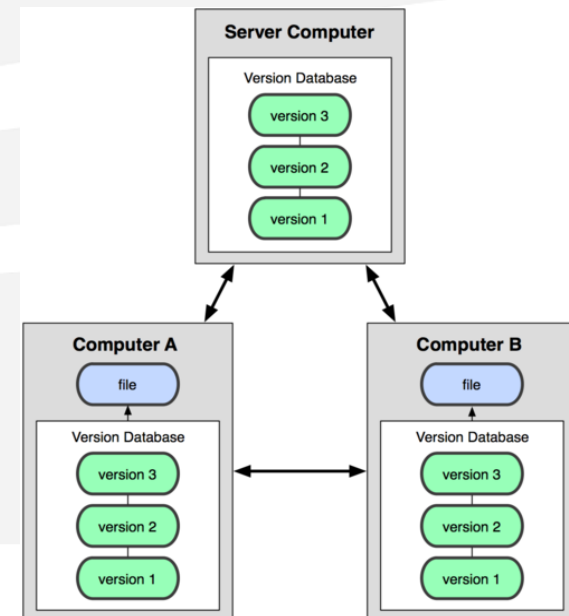 Server Computer
Version Database
version 3
version 2
version 1
Computer A
file
Version Database
version 3
version 2
version 1
Computer B
file
Version Database
version 3
version 2
version 1